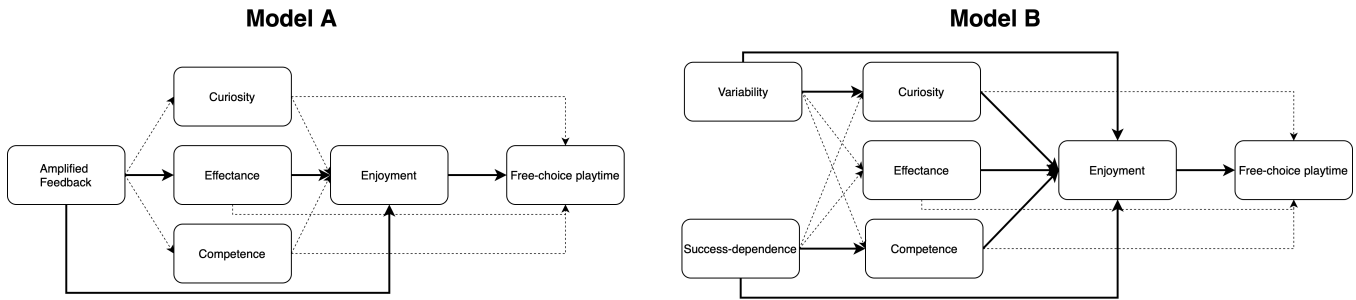 Model A
Curiosity
Amplified
Feedback
Effectance
Enjoyment
Free-choice playtime
Competence
Model B
Variability
Curiosity
Effectance
Enjoyment
Free-choice playtime
Success-dependence
Competence